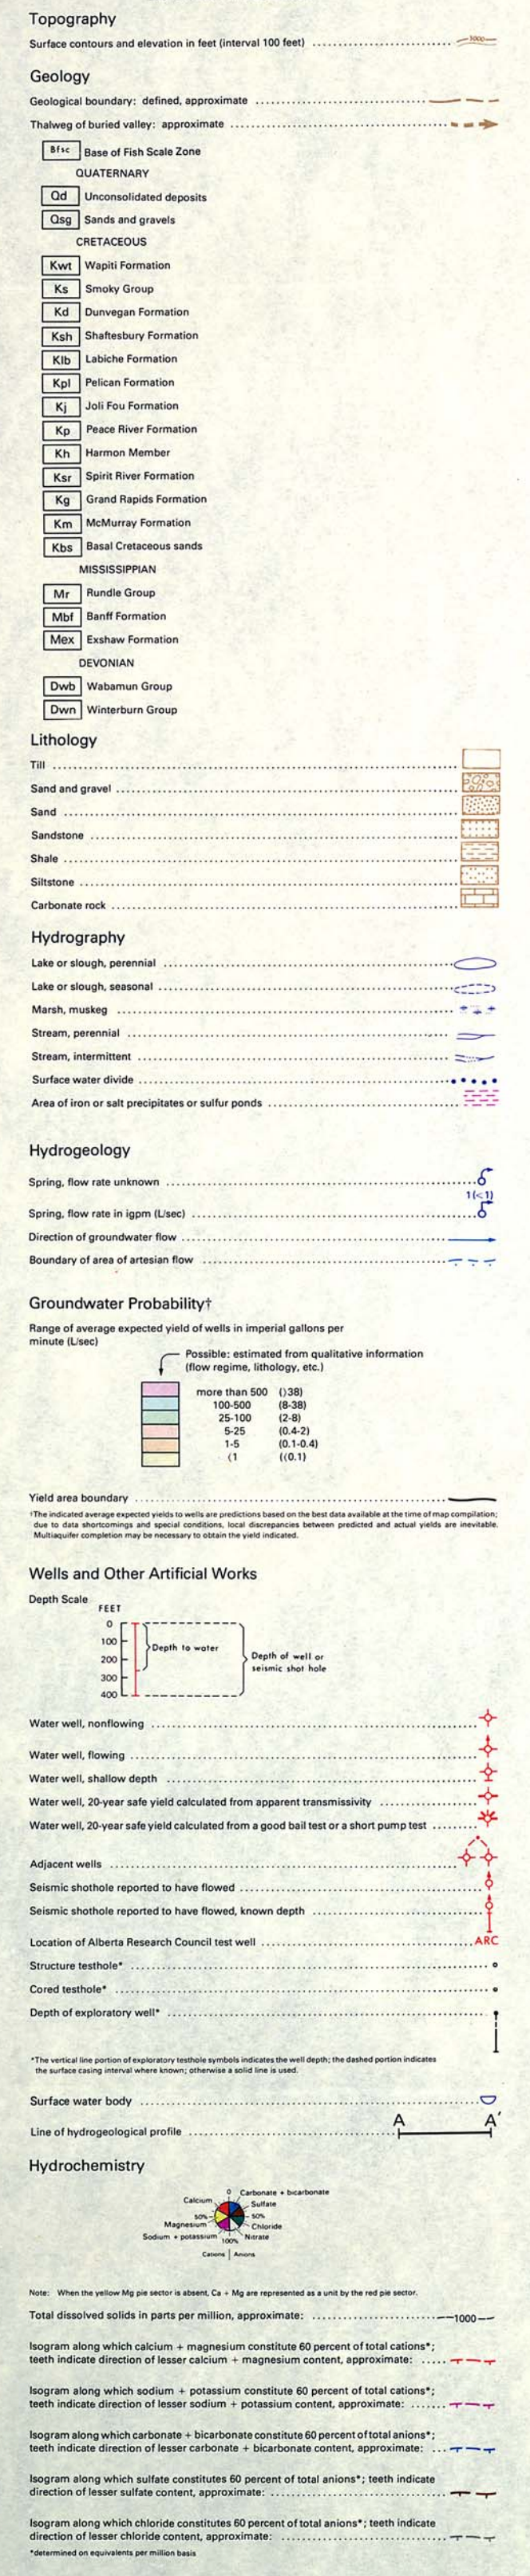 Topography
Surface contours and elevation in feet (interval 100 feet) 1000
Geology
Geological boundary: defined, approximate
Thalweg of buried valley: approximate
Bfsc Base of Fish Scale Zone
QUATERNARY
Qd Unconsolidated deposits
Qsg Sands and gravels
CRETACEOUS
Kwt Wapiti Formation
Ks Smoky Group
Kd Dunvegan Formation
Ksh Shaftesbury Formation
Klb Labiche Formation
Kpl Pelican Formation
Kj Joli Fou Formation
Kp Peace River Formation
Kh Harmon Member
Ksr Spirit River Formation
Kg Grand Rapids Formation
Km McMurray Formation
Kbs Basal Cretaceous sands
MISSISSIPPIAN
Mr Rundle Group
Mbf Banff Formation
Mex Exshaw Formation
DEVONIAN
Dwb Wabamun Group
Dwn Winterburn Group
Lithology
Till
Sand and gravel
Sand
Sandstone
Shale
Siltstone
Carbonate rock
Hydrography
Lake or slough, perennial
Lake or slough, seasonal
Marsh, muskeg
Stream, perennial
Stream, intermittent
Surface water divide
Area of iron or salt precipitates or sulfur ponds
Hydrogeology
Spring, flow rate unknown
1(<1)
Spring, flow rate in igpm (L/sec)
Direction of groundwater flow
Boundary of area of artesian flow
Groundwater Probability†
Range of average expected yield of wells in imperial gallons per
minute (L/sec)
Possible: estimated from qualitative information
(flow regime, lithology, etc.)
more than 500 (⟩38)
100-500 (8-38)
25-100 (2-8)
5-25 (0.4-2)
1-5 (0.1-0.4)
⟨1 (⟨0.1)
Yield area boundary
†The indicated average expected yields to wells are predictions based on the best data available at the time of map compilation;
due to data shortcomings and special conditions, local discrepancies between predicted and actual yields are inevitable.
Multiaquifer completion may be necessary to obtain the yield indicated.
Wells and Other Artificial Works
Depth Scale
FEET
0
100
200
300
400
Depth to water
Depth of well or
seismic shot hole
Water well, nonflowing
Water well, flowing
Water well, shallow depth
Water well, 20-year safe yield calculated from apparent transmissivity
Water well, 20-year safe yield calculated from a good bail test or a short pump test
Adjacent wells
Seismic shothole reported to have flowed
Seismic shothole reported to have flowed, known depth
Location of Alberta Research Council test well ARC
Structure testhole*
Cored testhole*
Depth of exploratory well*
*The vertical line portion of exploratory testhole symbols indicates the well depth; the dashed portion indicates
the surface casing interval where known; otherwise a solid line is used.
Surface water body
A A′
Line of hydrogeological profile
Hydrochemistry
0 Carbonate + bicarbonate
Calcium Sulfate
50% 50%
Magnesium Chloride
Sodium + potassium 100% Nitrate
Cations | Anions
Note: When the yellow Mg pie sector is absent, Ca + Mg are represented as a unit by the red pie sector.
Total dissolved solids in parts per million, approximate: 1000
Isogram along which calcium + magnesium constitute 60 percent of total cations*;
teeth indicate direction of lesser calcium + magnesium content, approximate:
Isogram along which sodium + potassium constitute 60 percent of total cations*;
teeth indicate direction of lesser sodium + potassium content, approximate:
Isogram along which carbonate + bicarbonate constitute 60 percent of total anions*;
teeth indicate direction of lesser carbonate + bicarbonate content, approximate:
Isogram along which sulfate constitutes 60 percent of total anions*; teeth indicate
direction of lesser sulfate content, approximate:
Isogram along which chloride constitutes 60 percent of total anions*; teeth indicate
direction of lesser chloride content, approximate:
*determined on equivalents per million basis